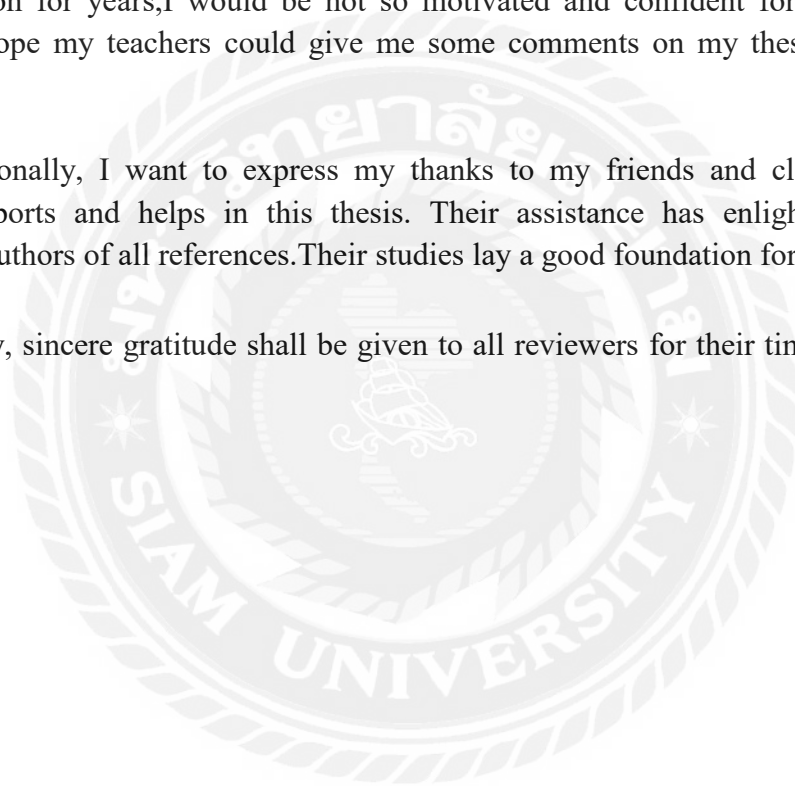 for years,I would be not so motivated and confident for
ope my teachers could give me some comments on my thes
onally, I want to express my thanks to my friends and cl
ports and helps in this thesis. Their assistance has enligh
uthors of all references.Their studies lay a good foundation for
y, sincere gratitude shall be given to all reviewers for their tim
SIAM UNIVERSITY